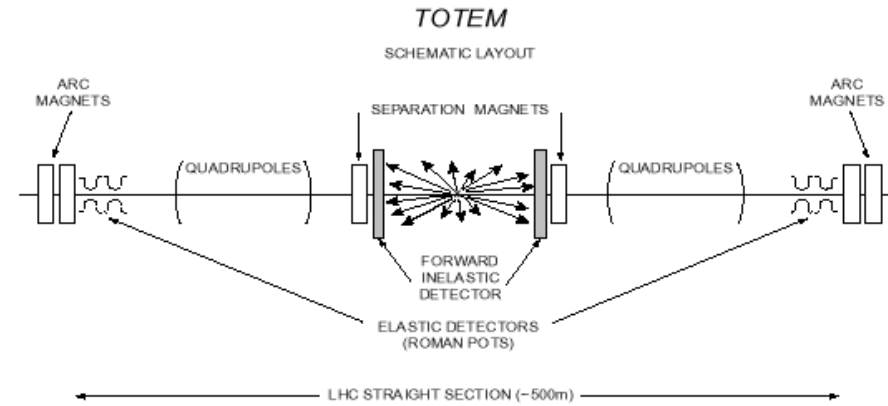 TOTEM
SCHEMATIC LAYOUT
ARC
MAGNETS
SEPARATION MAGNETS
ARC
MAGNETS
QUADRUPOLES
QUADRUPOLES
FORWARD
INELASTIC
DETECTOR
ELASTIC DETECTORS
(ROMAN POTS)
LHC STRAIGHT SECTION (~500m)